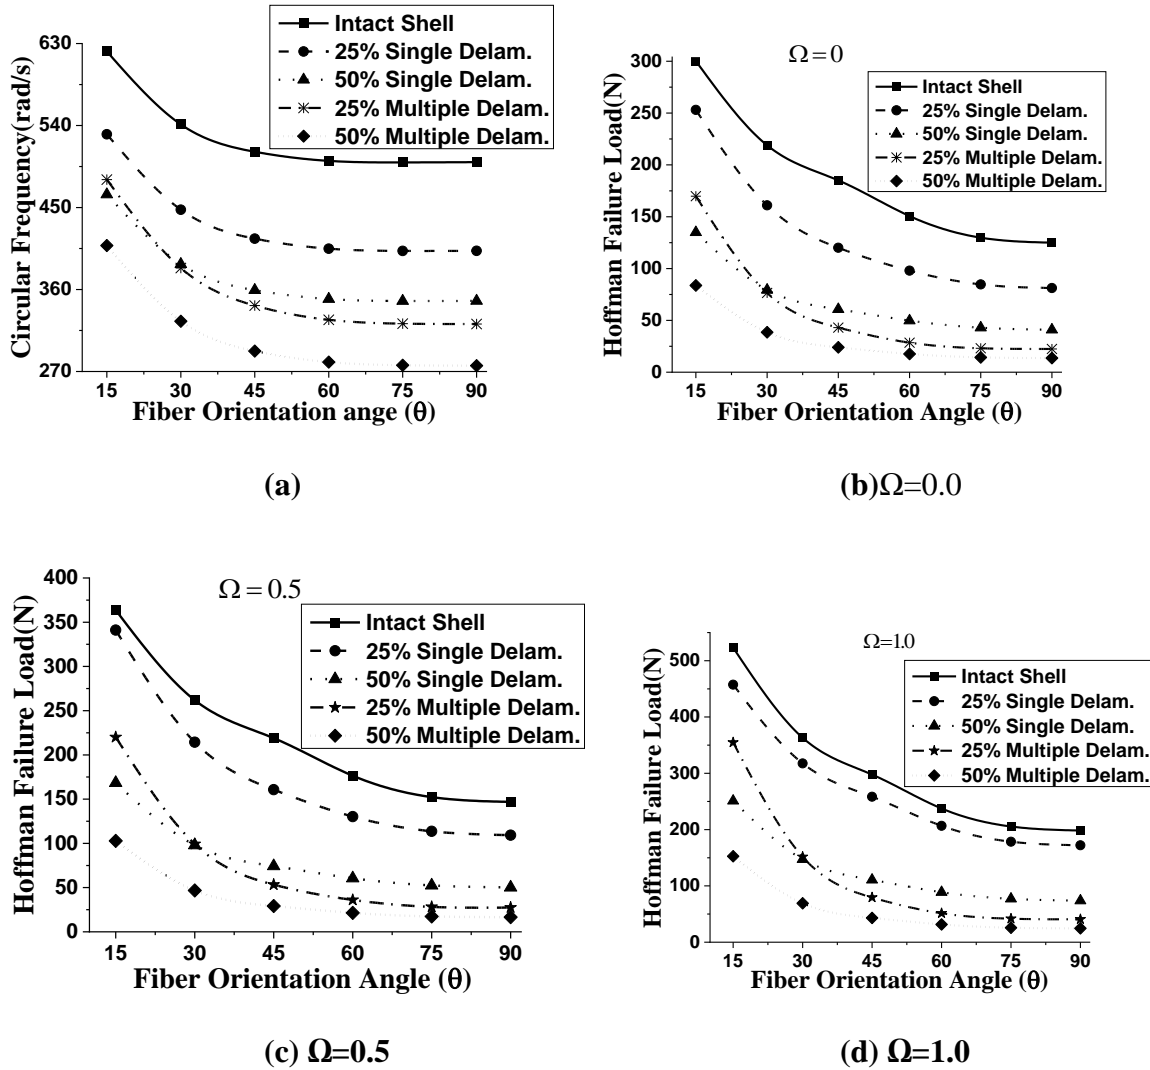 Intact Shell
25% Single Delam.
50% Single Delam.
25% Multiple Delam.
50% Multiple Delam.
Circular Frequency(rad/s)
630
540
450
360
270
15 30 45 60 75 90
Fiber Orientation ange (θ)
(a)
Ω = 0
Intact Shell
25% Single Delam.
50% Single Delam.
25% Multiple Delam.
50% Multiple Delam.
Hoffman Failure Load(N)
300
250
200
150
100
50
0
15 30 45 60 75 90
Fiber Orientation Angle (θ)
(b)Ω=0.0
Ω = 0.5
Intact Shell
25% Single Delam.
50% Single Delam.
25% Multiple Delam.
50% Multiple Delam.
Hoffman Failure Load(N)
400
350
300
250
200
150
100
50
0
15 30 45 60 75 90
Fiber Orientation Angle (θ)
(c) Ω=0.5
Ω=1.0
Intact Shell
25% Single Delam.
50% Single Delam.
25% Multiple Delam.
50% Multiple Delam.
Hoffman Failure Load(N)
500
400
300
200
100
0
15 30 45 60 75 90
Fiber Orientation Angle (θ)
(d) Ω=1.0